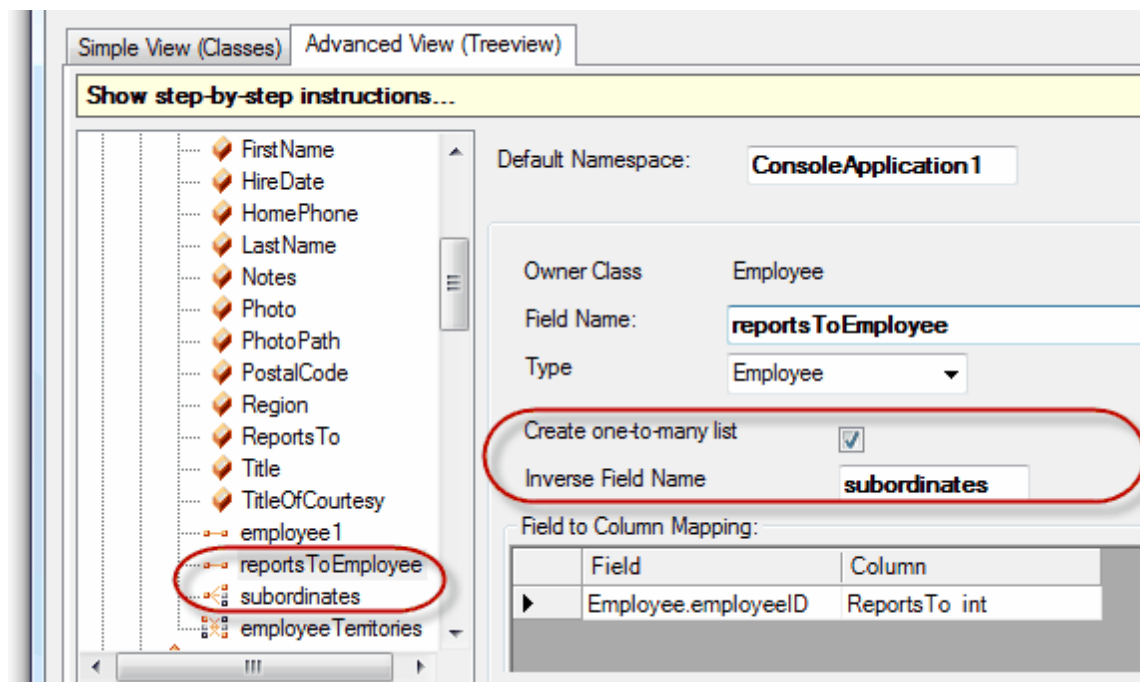 Simple View (Classes)
Advanced View (Treeview)
Show step-by-step instructions...
FirstName
HireDate
HomePhone
LastName
Notes
Photo
PhotoPath
PostalCode
Region
ReportsTo
Title
TitleOfCourtesy
employee1
reportsToEmployee
subordinates
employeeTerritories
Default Namespace: ConsoleApplication1
Owner Class Employee
Field Name: reportsToEmployee
Type Employee
Create one-to-many list
Inverse Field Name subordinates
Field to Column Mapping:
Field Column
Employee.employeeID ReportsTo int